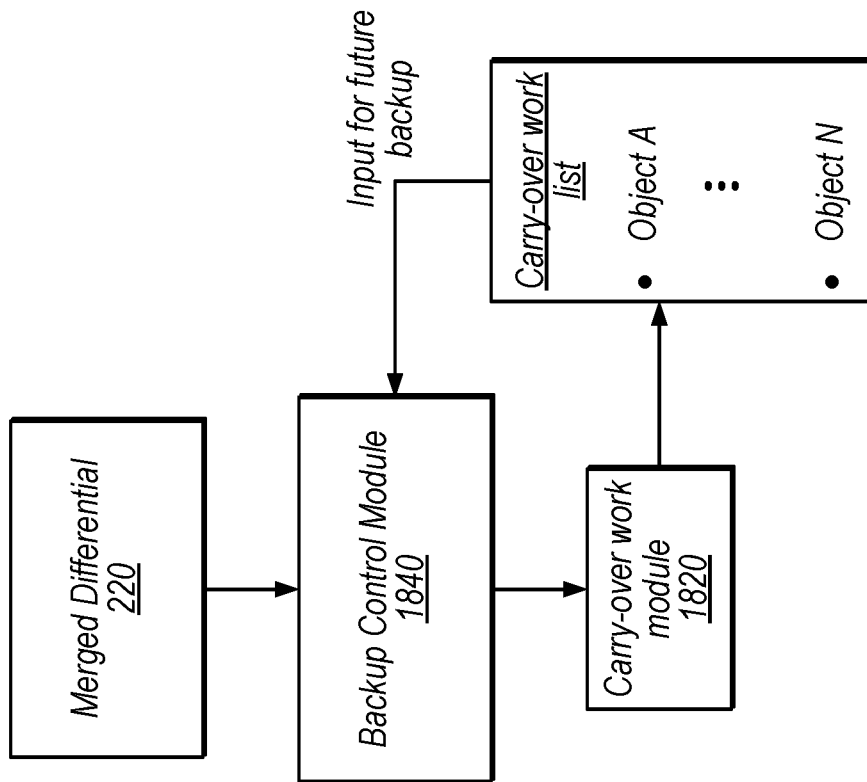 Merged Differential
220
Backup Control Module
1840
Input for future
backup
Carry-over work
module
1820
Carry-over work
list
• Object A
⋮
• Object N